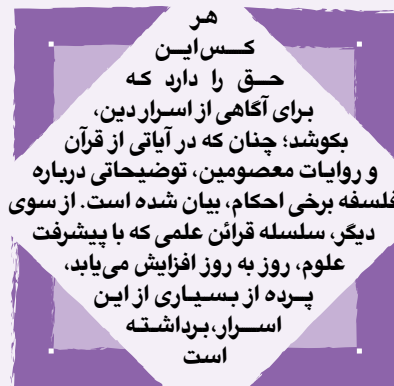 هر
کس این
حق را دارد که
برای آگاهی از اسرار دین،
بکوشد؛ چنان که در آیاتی از قرآن
و روایات معصومین، توضیحاتی درباره
فلسفه برخی احکام، بیان شده است. از سوی
دیگر، سلسله قرائن علمی که با پیشرفت
علوم، روز به روز افزایش می‌یابد،
پرده از بسیاری از این
اسرار، برداشته
است